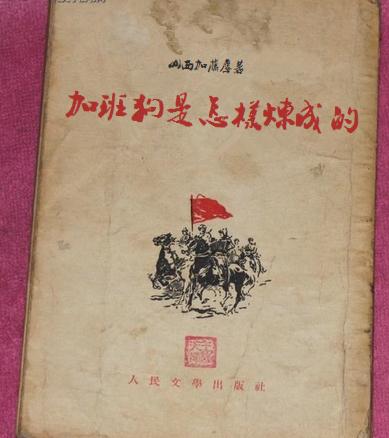 山西加藤鹰著
加班狗是怎樣煉成的
人民文學出版社